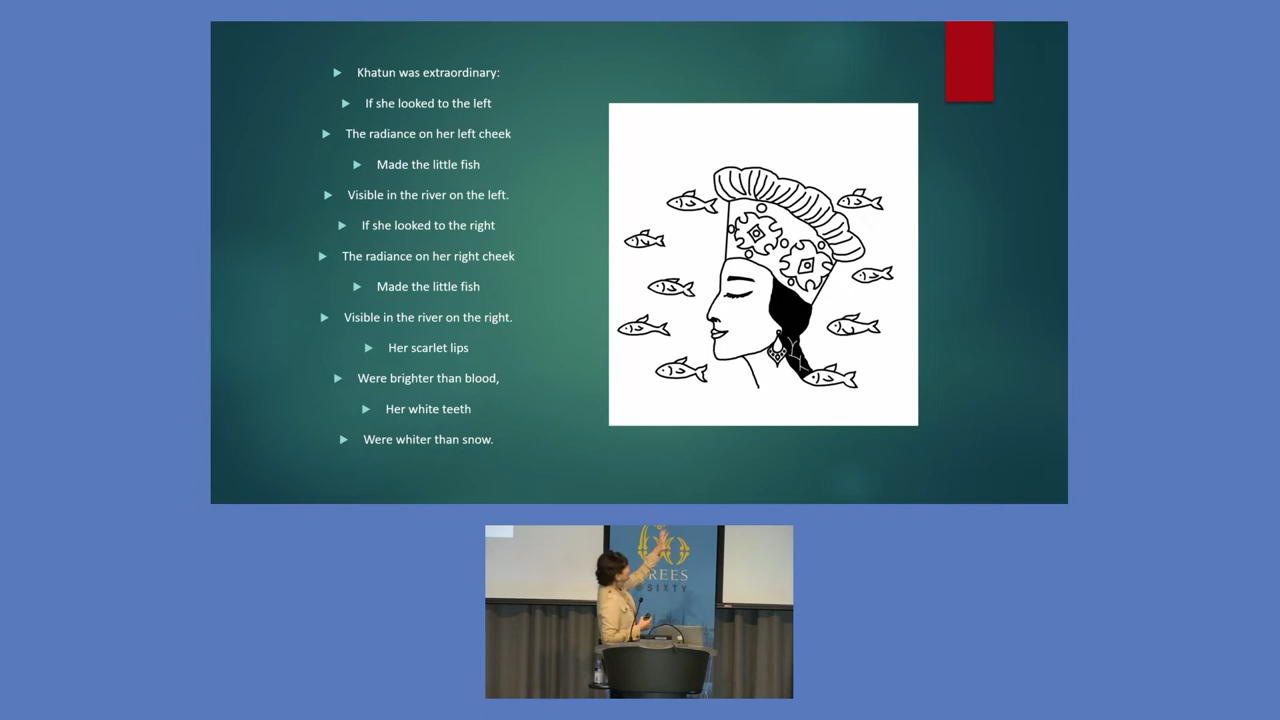 Khatun was extraordinary:
If she looked to the left
The radiance on her left cheek
Made the little fish
Visible in the river on the left.
If she looked to the right
The radiance on her right cheek
Made the little fish
Visible in the river on the right.
Her scarlet lips
Were brighter than blood,
Her white teeth
Were whiter than snow.
REES
SIXTY